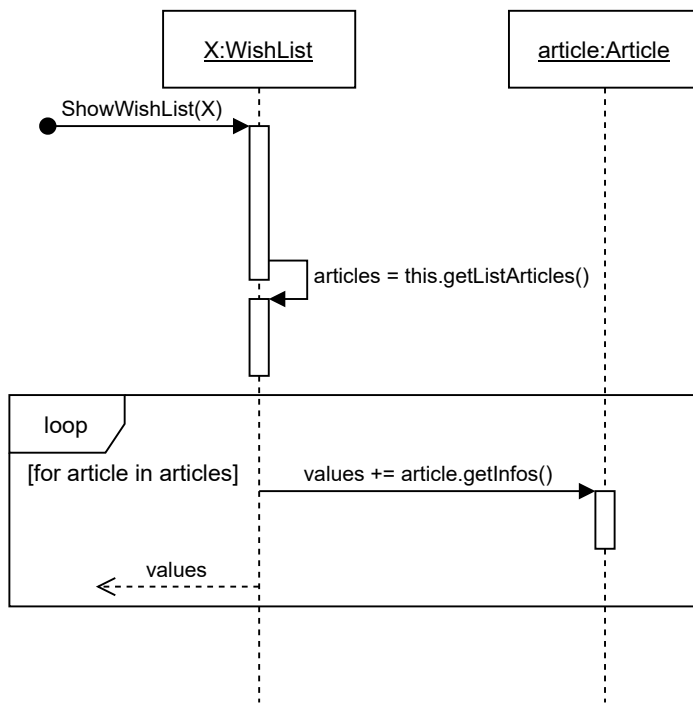 X:WishList
article:Article
ShowWishList(X)
articles = this.getListArticles()
loop
[for article in articles]
values += article.getInfos()
values